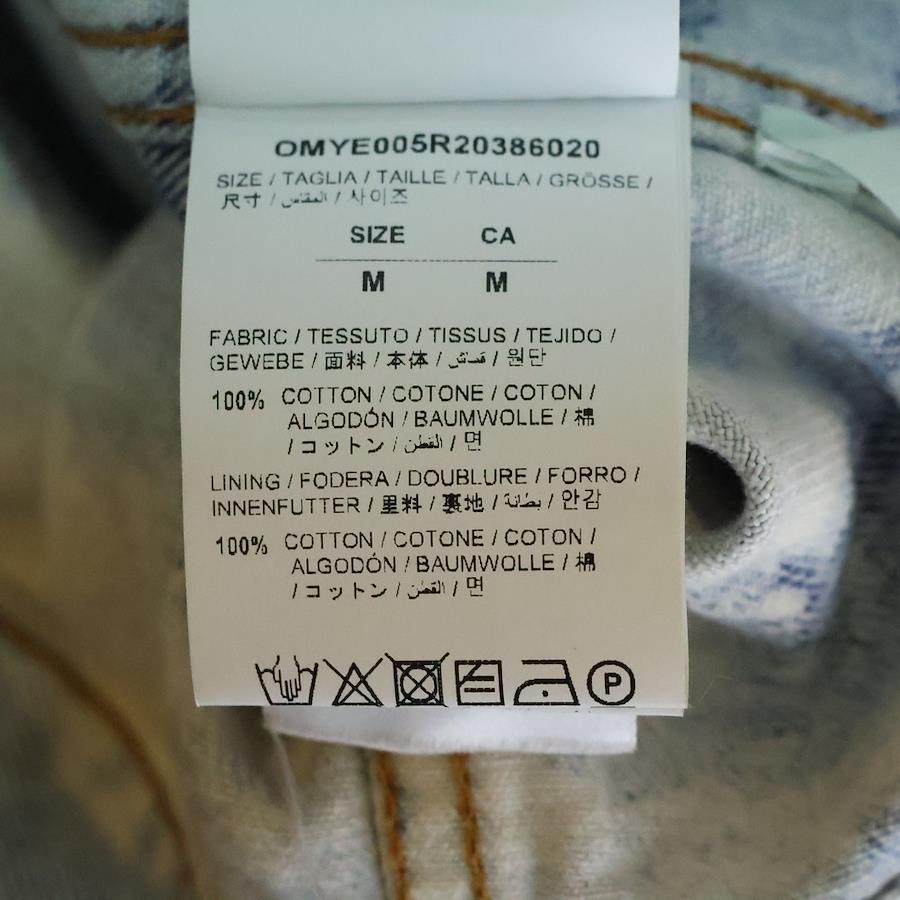 OMYE005R20386020
SIZE / TAGLIA / TAILLE / TALLA / GRÖSSE /
尺寸 / المقاس / 사이즈
SIZE CA
M M
FABRIC / TESSUTO / TISSUS / TEJIDO /
GEWEBE / 面料 / 本体 / قماش / 원단
100% COTTON / COTONE / COTON /
ALGODÓN / BAUMWOLLE / 棉
/ コットン / القطن / 면
LINING / FODERA / DOUBLURE / FORRO /
INNENFUTTER / 里料 / 裏地 / بطانة / 안감
100% COTTON / COTONE / COTON /
ALGODÓN / BAUMWOLLE / 棉
/ コットン / القطن / 면
P